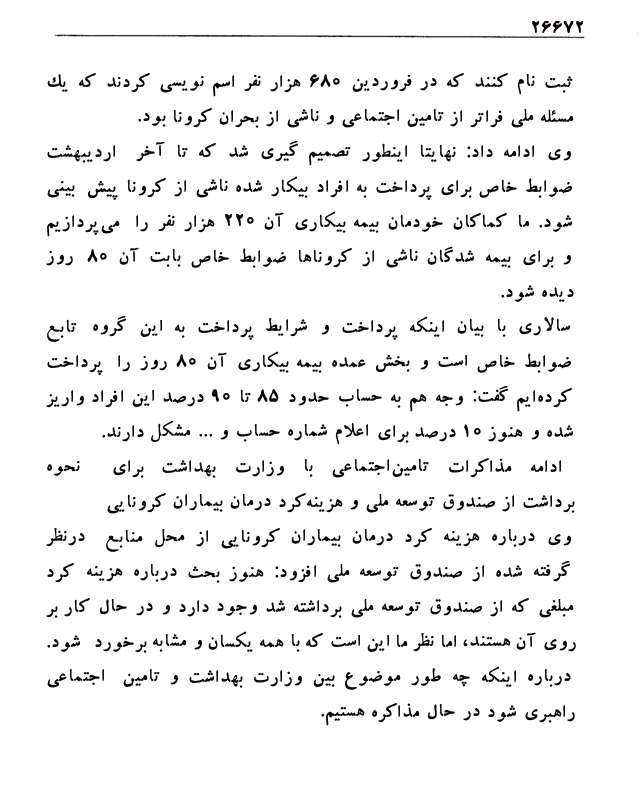 ۲۶۶۷۲
ثبت نام کنند که در فروردین ۶۸۰ هزار نفر اسم نویسی کردند که یك
مسئله ملی فراتر از تامین اجتماعی و ناشی از بحران کرونا بود.
وی ادامه داد: نهایتا اینطور تصمیم گیری شد که تا آخر اردیبهشت
ضوابط خاص برای پرداخت به افراد بیکار شده ناشی از کرونا پیش بینی
شود. ما کماکان خودمان بیمه بیکاری آن ۲۲۰ هزار نفر را می‌پردازیم
و برای بیمه شدگان ناشی از کروناها ضوابط خاص بابت آن ۸۰ روز
دیده شود.
سالاری با بیان اینکه پرداخت و شرایط پرداخت به این گروه تابع
ضوابط خاص است و بخش عمده بیمه بیکاری آن ۸۰ روز را پرداخت
کرده‌ایم گفت: وجه هم به حساب حدود ۸۵ تا ۹۰ درصد این افراد واریز
شده و هنوز ۱۰ درصد برای اعلام شماره حساب و ... مشکل دارند.
ادامه مذاکرات تامین‌اجتماعی با وزارت بهداشت برای نحوه
برداشت از صندوق توسعه ملی و هزینه‌کرد درمان بیماران کرونایی
وی درباره هزینه کرد درمان بیماران کرونایی از محل منابع درنظر
گرفته شده از صندوق توسعه ملی افزود: هنوز بحث درباره هزینه کرد
مبلغی که از صندوق توسعه ملی برداشته شد وجود دارد و در حال کار بر
روی آن هستند، اما نظر ما این است که با همه یکسان و مشابه برخورد شود.
درباره اینکه چه طور موضوع بین وزارت بهداشت و تامین اجتماعی
راهبری شود در حال مذاکره هستیم.